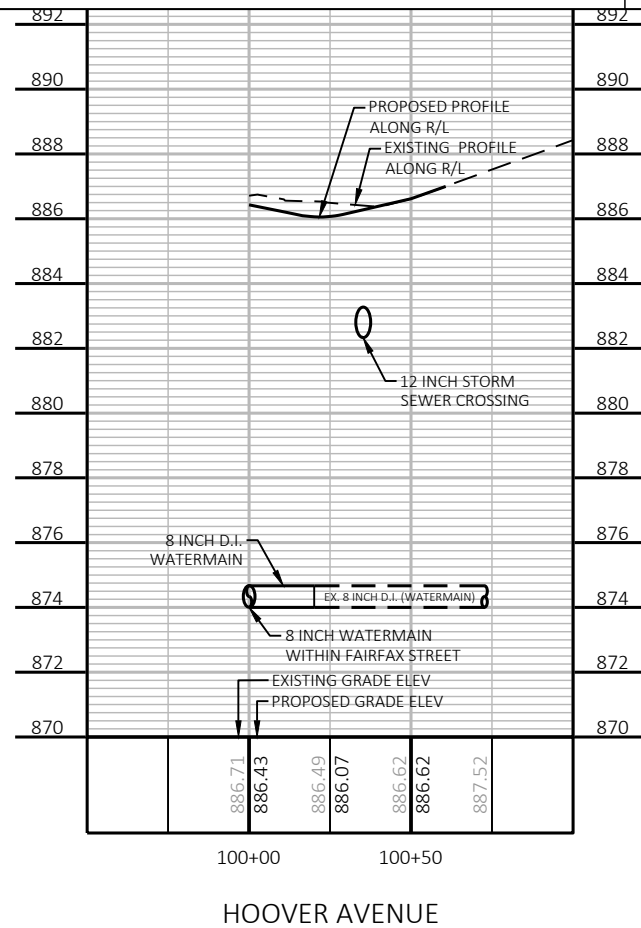 892
892
890
890
PROPOSED PROFILE
ALONG R/L
EXISTING PROFILE
ALONG R/L
888
888
886
886
884
884
882
882
12 INCH STORM
SEWER CROSSING
880
880
878
878
876
876
8 INCH D.I.
WATERMAIN
EX. 8 INCH D.I. (WATERMAIN)
874
874
8 INCH WATERMAIN
WITHIN FAIRFAX STREET
872
872
EXISTING GRADE ELEV
PROPOSED GRADE ELEV
870
870
886.71
886.43
886.49
886.07
886.62
886.62
887.52
100+00
100+50
HOOVER AVENUE